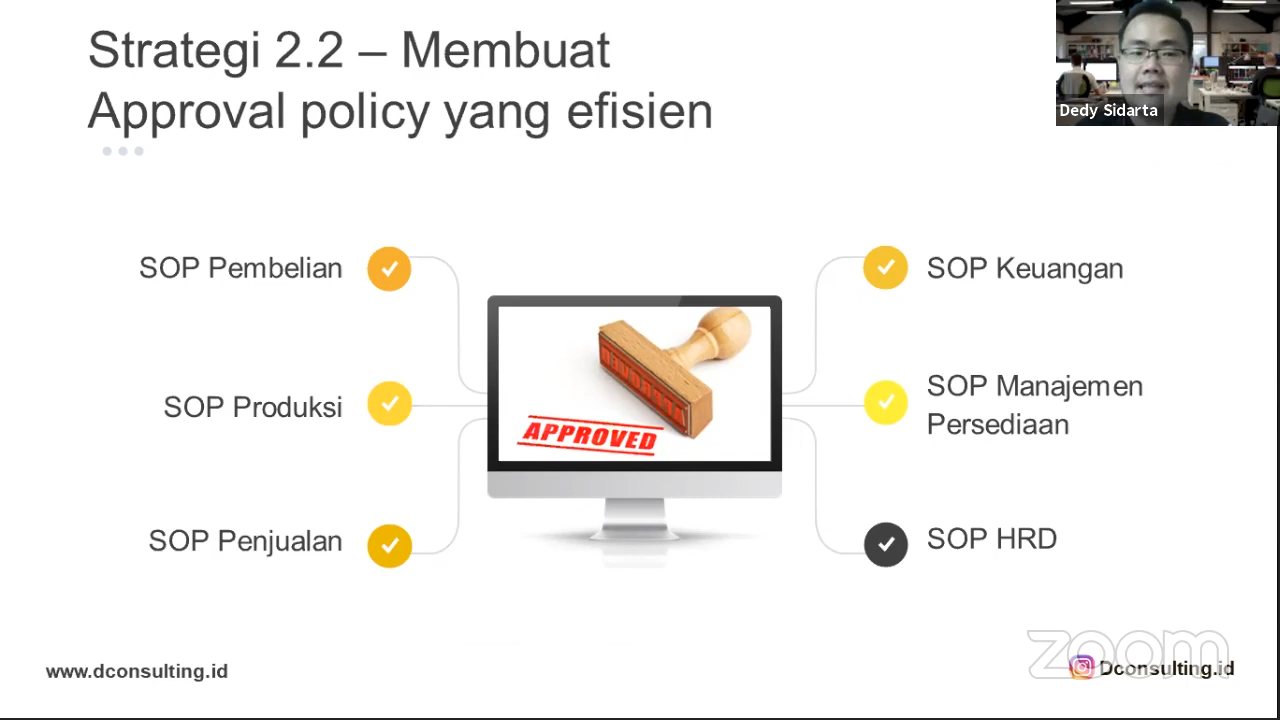 Strategi 2.2 – Membuat
Approval policy yang efisien
Dedy Sidarta
SOP Pembelian
SOP Produksi
SOP Penjualan
APPROVED
SOP Keuangan
SOP Manajemen
Persediaan
SOP HRD
www.dconsulting.id
zoom
Dconsulting.id